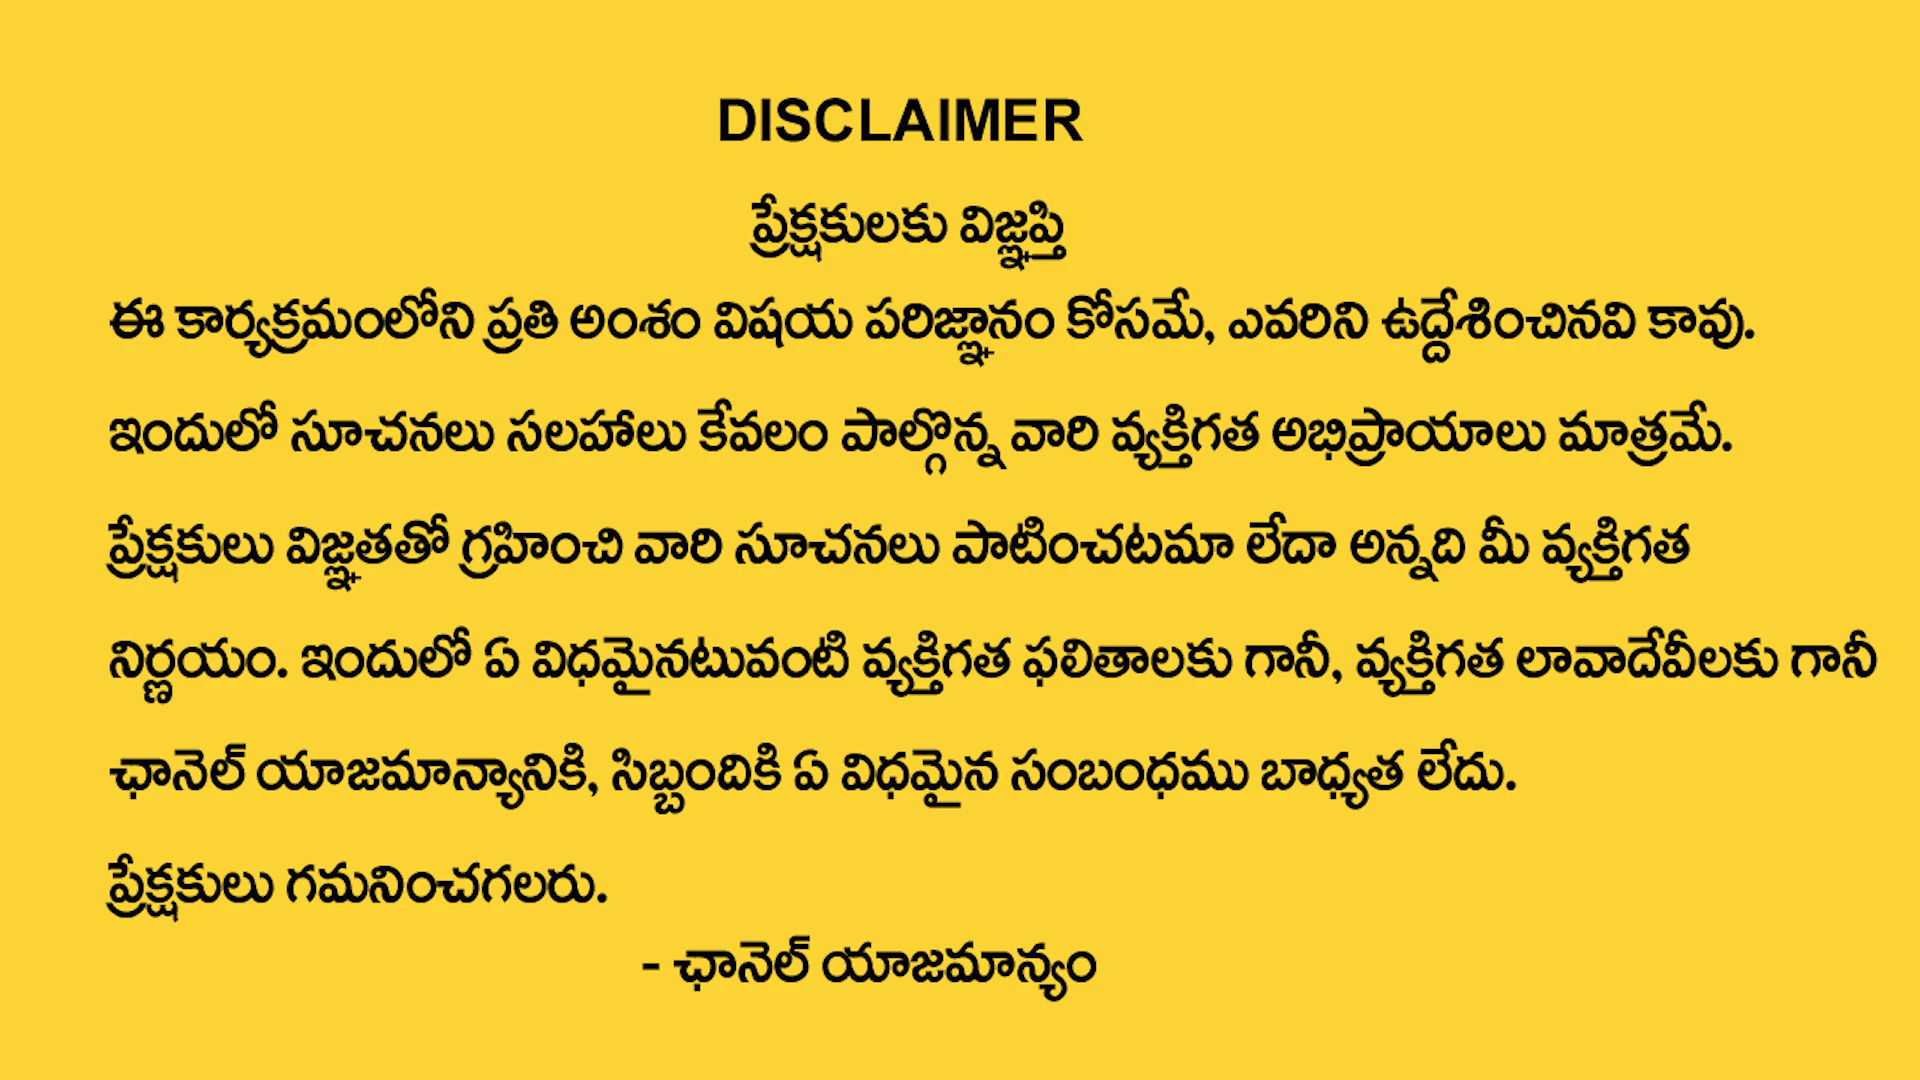 DISCLAIMER
ప్రేక్షకులకు విజ్ఞప్తి
ఈ కార్యక్రమంలోని ప్రతి అంశం విషయ పరిజ్ఞానం కోసమే, ఎవరిని ఉద్దేశించినవి కావు.
ఇందులో సూచనలు సలహాలు కేవలం పాల్గొన్న వారి వ్యక్తిగత అభిప్రాయాలు మాత్రమే.
ప్రేక్షకులు విజ్ఞతతో గ్రహించి వారి సూచనలు పాటించటమా లేదా అన్నది మీ వ్యక్తిగత
నిర్ణయం. ఇందులో ఏ విధమైనటువంటి వ్యక్తిగత ఫలితాలకు గానీ, వ్యక్తిగత లావాదేవీలకు గానీ
ఛానెల్ యాజమాన్యానికి, సిబ్బందికి ఏ విధమైన సంబంధము బాధ్యత లేదు.
ప్రేక్షకులు గమనించగలరు.
- ఛానెల్ యాజమాన్యం